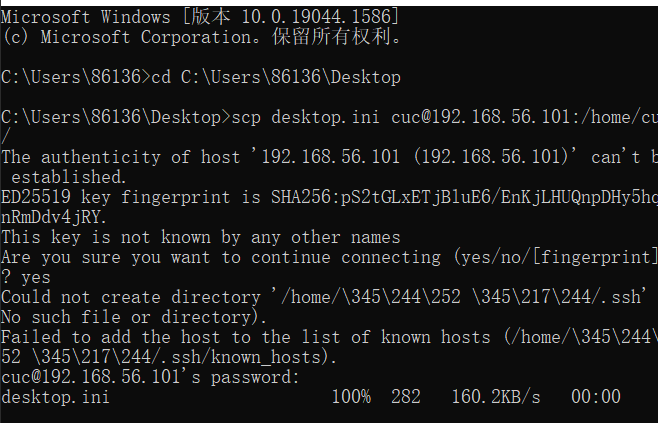 Microsoft Windows [版本 10.0.19044.1586]
(c) Microsoft Corporation。保留所有权利。
C:\Users\86136>cd C:\Users\86136\Desktop
C:\Users\86136\Desktop>scp desktop.ini cuc@192.168.56.101:/home/cu
/
The authenticity of host '192.168.56.101 (192.168.56.101)' can't b
established.
ED25519 key fingerprint is SHA256:pS2tGLxETjBluE6/EnKjLHUQnpDHy5hq
nRmDdv4jRY.
This key is not known by any other names
Are you sure you want to continue connecting (yes/no/[fingerprint]
? yes
Could not create directory '/home/\345\244\252 \345\217\244/.ssh'
No such file or directory).
Failed to add the host to the list of known hosts (/home/\345\244\
52 \345\217\244/.ssh/known_hosts).
cuc@192.168.56.101's password:
desktop.ini 100% 282 160.2KB/s 00:00